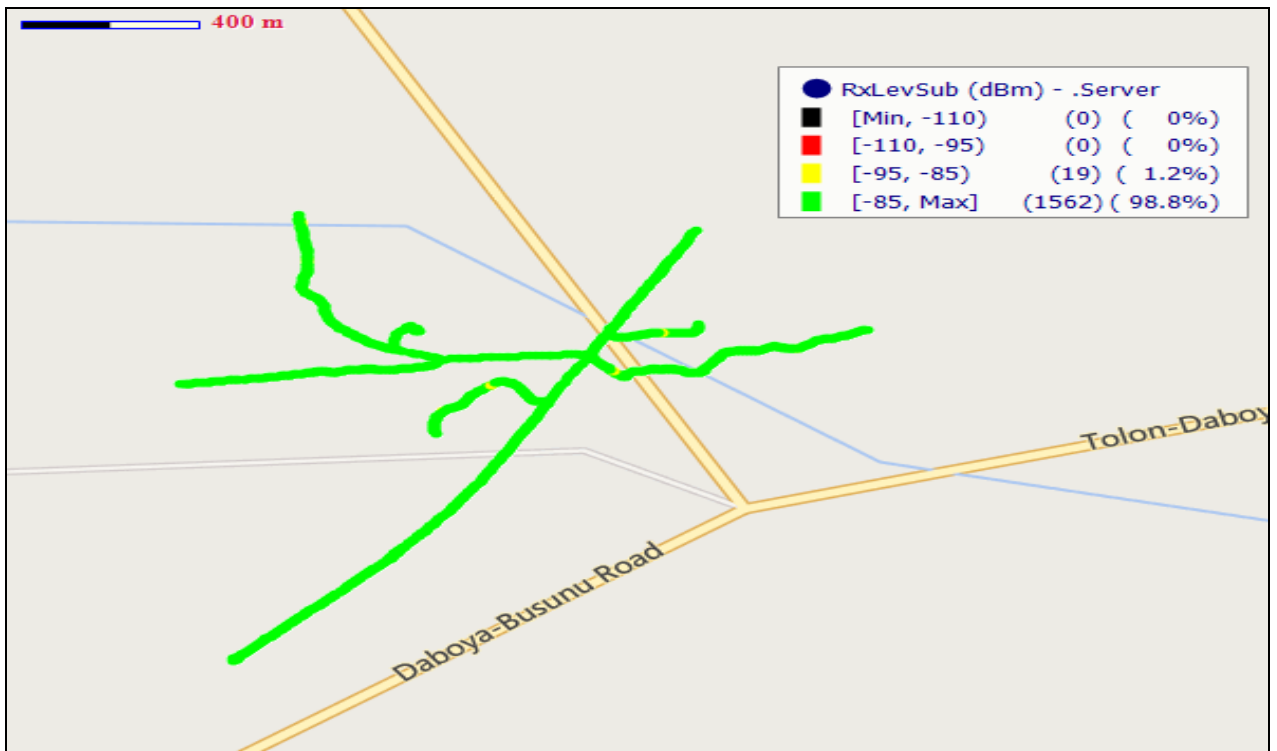 400 m
RxLevSub (dBm) - .Server
[Min, -110) (0) ( 0%)
[-110, -95) (0) ( 0%)
[-95, -85) (19) ( 1.2%)
[-85, Max] (1562) ( 98.8%)
Tolon-Daboy
Daboya-Busunu Road